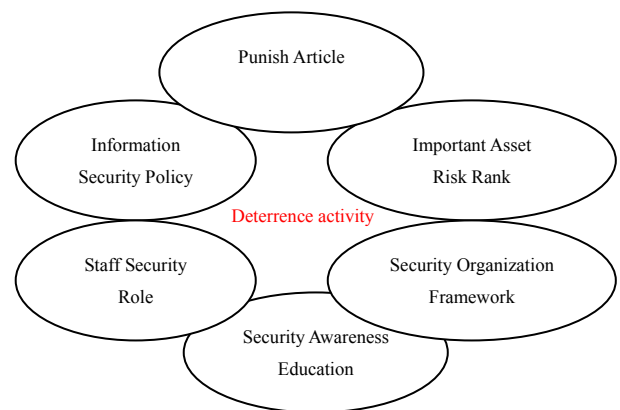 Punish Article
Information
Security Policy
Important Asset
Risk Rank
Deterrence activity
Staff Security
Role
Security Organization
Framework
Security Awareness
Education